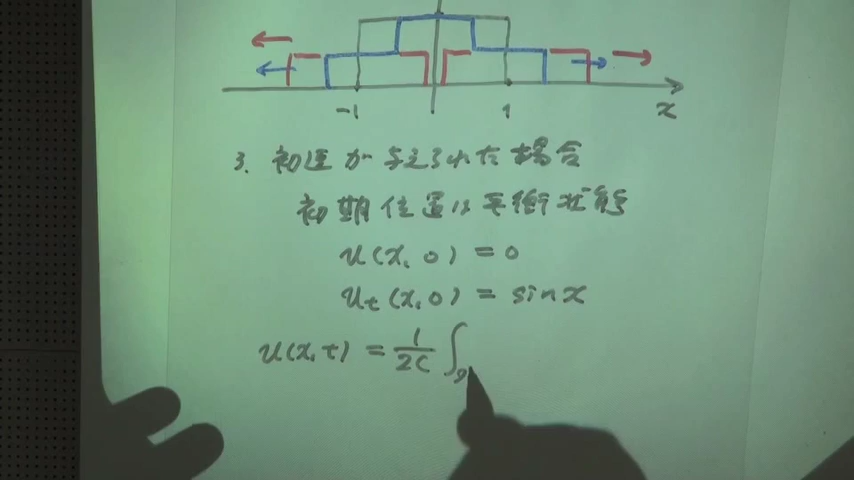 -1 1 x
3. 初速が与えられた場合
初期位置は平衡状態
u(x, 0) = 0
u_t(x, 0) = sin x
u(x, t) = \frac{1}{2c} ∫